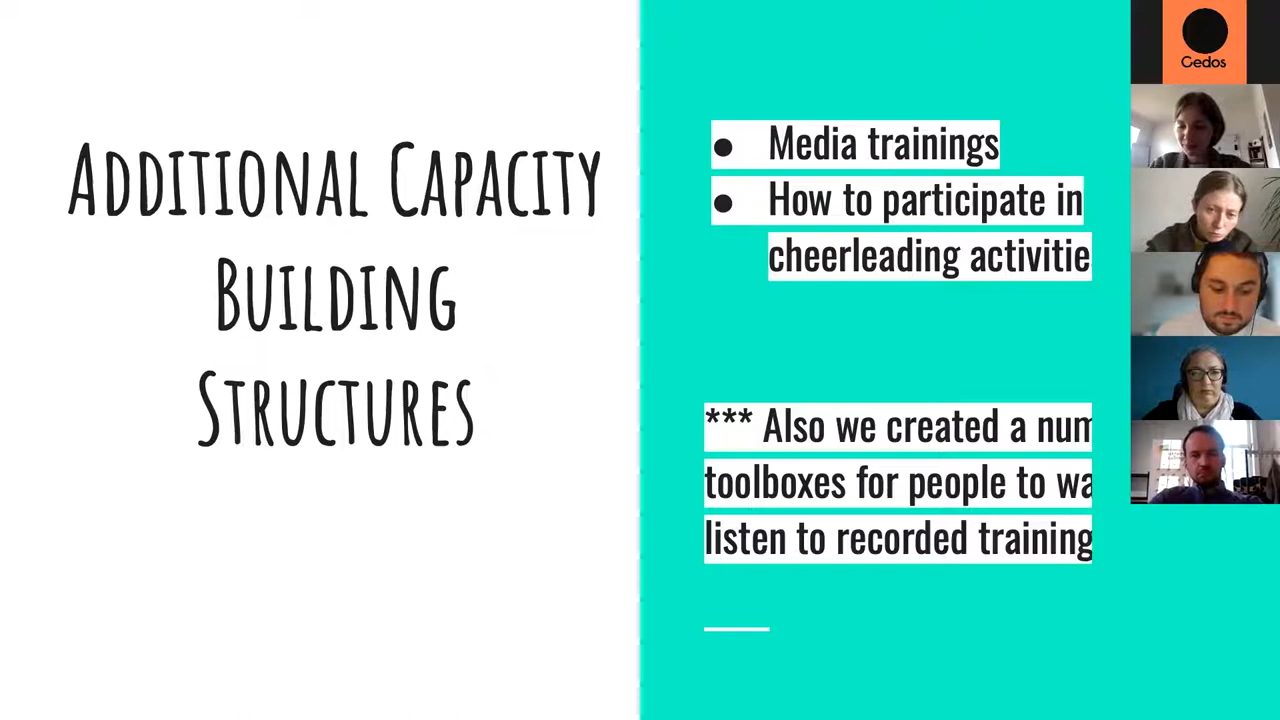 Additional Capacity
Building
Structures
● Media trainings
● How to participate in
cheerleading activitie
*** Also we created a num
toolboxes for people to wa
listen to recorded training
Cedos